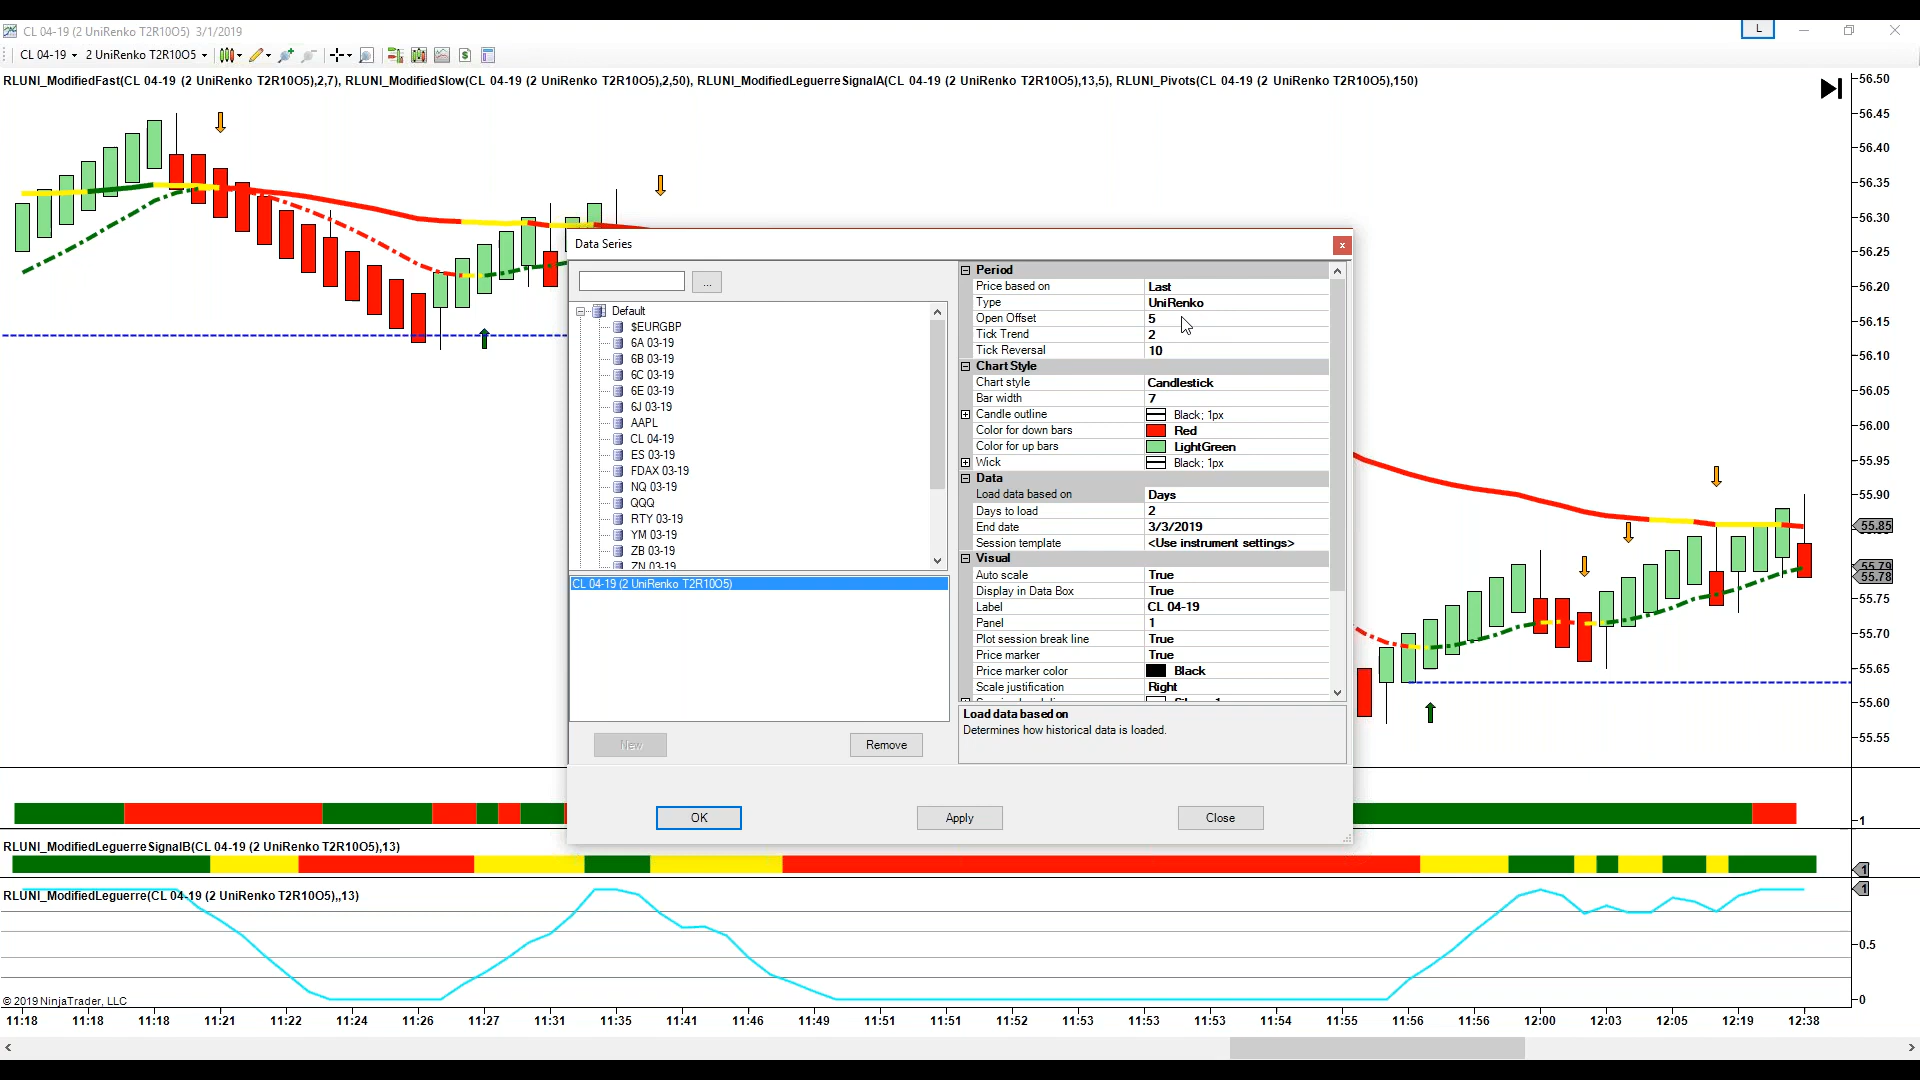 CL 04-19 (2 UniRenko T2R10O5) 3/1/2019
L
CL 04-19 2 UniRenko T2R10O5
RLUNI_ModifiedFast(CL 04-19 (2 UniRenko T2R10O5),2,7), RLUNI_ModifiedSlow(CL 04-19 (2 UniRenko T2R10O5),2,50), RLUNI_ModifiedLeguerreSignalA(CL 04-19 (2 UniRenko T2R10O5),13,5), RLUNI_Pivots(CL 04-19 (2 UniRenko T2R10O5),150)
56.50
56.45
56.40
56.35
56.30
56.25
56.20
56.15
56.10
56.05
56.00
55.95
55.90
55.85
55.79
55.78
55.75
55.70
55.65
55.60
55.55
Data Series
...
Default
$EURGBP
6A 03-19
6B 03-19
6C 03-19
6E 03-19
6J 03-19
AAPL
CL 04-19
ES 03-19
FDAX 03-19
NQ 03-19
QQQ
RTY 03-19
YM 03-19
ZB 03-19
ZN 03-19
CL 04-19 (2 UniRenko T2R10O5)
New
Remove
Period
Price based on Last
Type UniRenko
Open Offset 5
Tick Trend 2
Tick Reversal 10
Chart Style
Chart style Candlestick
Bar width 7
Candle outline Black; 1px
Color for down bars Red
Color for up bars LightGreen
Wick Black; 1px
Data
Load data based on Days
Days to load 2
End date 3/3/2019
Session template <Use instrument settings>
Visual
Auto scale True
Display in Data Box True
Label CL 04-19
Panel 1
Plot session break line True
Price marker True
Price marker color Black
Scale justification Right
Load data based on
Determines how historical data is loaded.
OK
Apply
Close
1
RLUNI_ModifiedLeguerreSignalB(CL 04-19 (2 UniRenko T2R10O5),13)
1
RLUNI_ModifiedLeguerre(CL 04-19 (2 UniRenko T2R10O5),,13)
1
0.5
0
© 2019 NinjaTrader, LLC
11:18 11:18 11:18 11:21 11:22 11:24 11:26 11:27 11:31 11:35 11:41 11:46 11:49 11:51 11:51 11:52 11:53 11:53 11:53 11:54 11:55 11:56 11:56 12:00 12:03 12:05 12:19 12:38